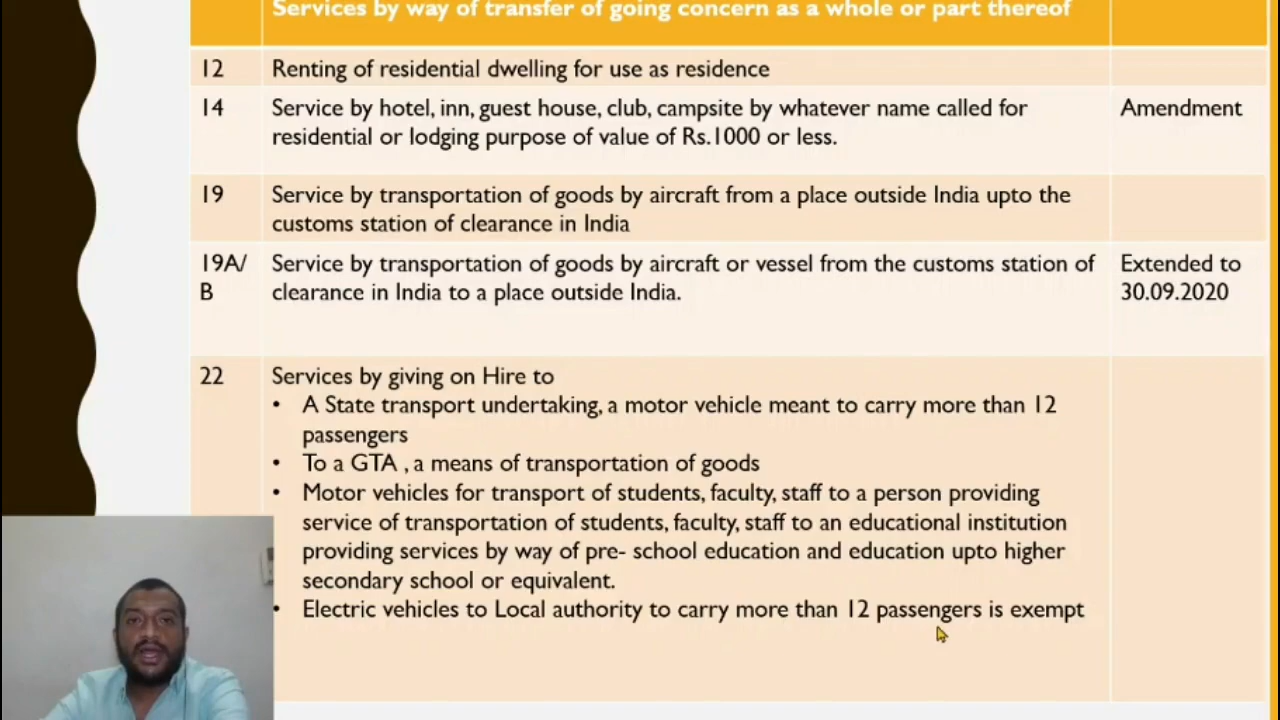 Services by way of transfer of going concern as a whole or part thereof
12 Renting of residential dwelling for use as residence
14 Service by hotel, inn, guest house, club, campsite by whatever name called for Amendment
residential or lodging purpose of value of Rs.1000 or less.
19 Service by transportation of goods by aircraft from a place outside India upto the
customs station of clearance in India
19A/ Service by transportation of goods by aircraft or vessel from the customs station of Extended to
B clearance in India to a place outside India. 30.09.2020
22 Services by giving on Hire to
• A State transport undertaking, a motor vehicle meant to carry more than 12
passengers
• To a GTA , a means of transportation of goods
• Motor vehicles for transport of students, faculty, staff to a person providing
service of transportation of students, faculty, staff to an educational institution
providing services by way of pre- school education and education upto higher
secondary school or equivalent.
• Electric vehicles to Local authority to carry more than 12 passengers is exempt